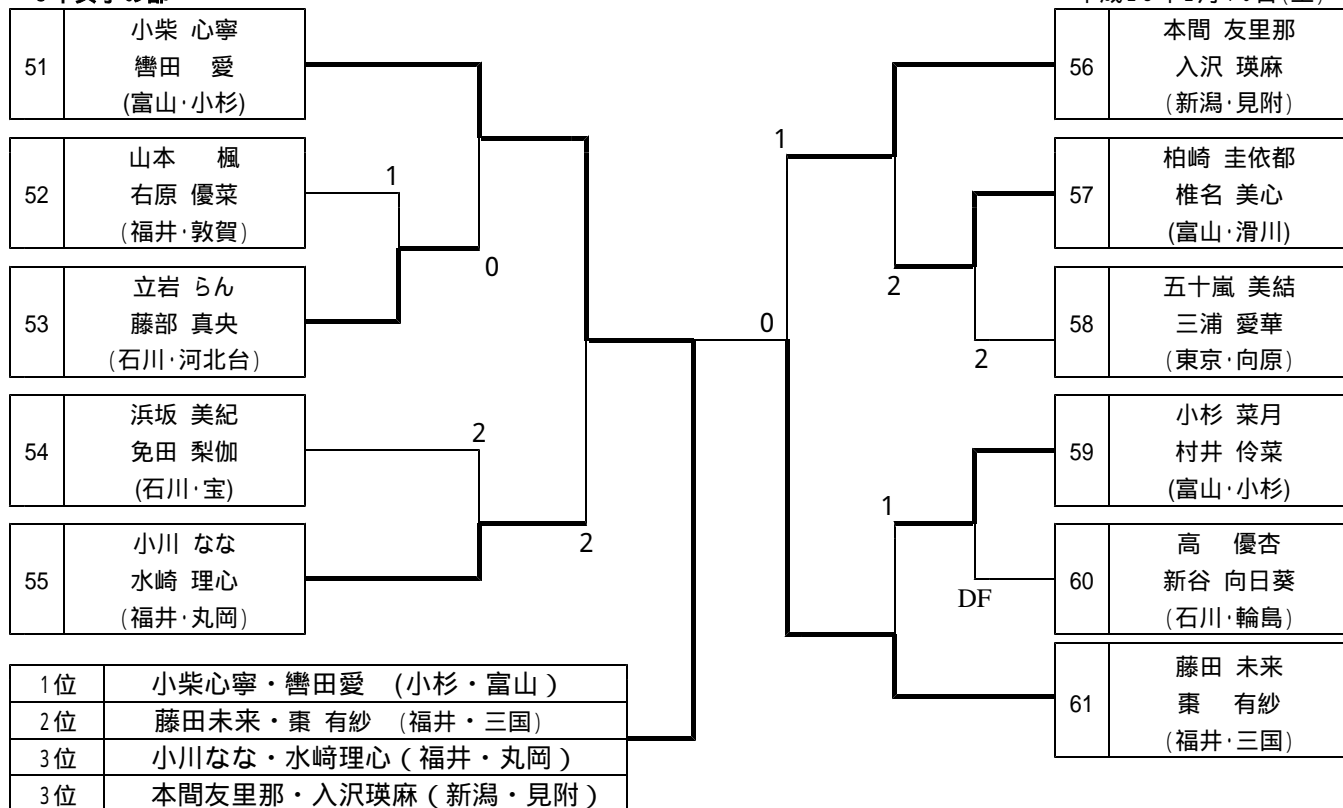 51
小柴 心寧
轡田 愛
(富山・小杉)
52
山本 楓
右原 優菜
(福井・敦賀)
53
立岩 らん
藤部 真央
(石川・河北台)
54
浜坂 美紀
免田 梨伽
(石川・宝)
55
小川 なな
水崎 理心
(福井・丸岡)
1
0
2
2
0
1
2
2
1
DF
56
本間 友里那
入沢 瑛麻
(新潟・見附)
57
柏崎 圭依都
椎名 美心
(富山・滑川)
58
五十嵐 美結
三浦 愛華
(東京・向原)
59
小杉 菜月
村井 伶菜
(富山・小杉)
60
高 優杏
新谷 向日葵
(石川・輪島)
61
藤田 未来
棗 有紗
(福井・三国)
1位 小柴心寧・轡田愛 (小杉・富山)
2位 藤田未来・棗 有紗 (福井・三国)
3位 小川なな・水﨑理心(福井・丸岡)
3位 本間友里那・入沢瑛麻(新潟・見附)